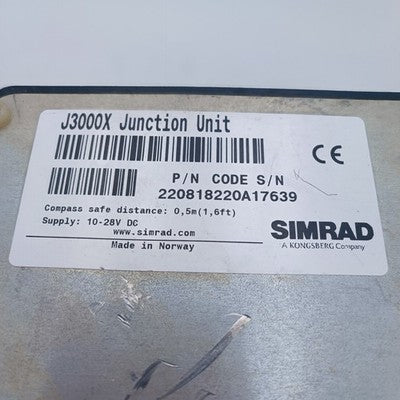 J3000X Junction Unit
CE
P/N CODE S/N
220818220A17639
Compass safe distance: 0,5m(1,6ft)
Supply: 10-28V DC
www.simrad.com
Made in Norway
SIMRAD
A KONGSBERG Company